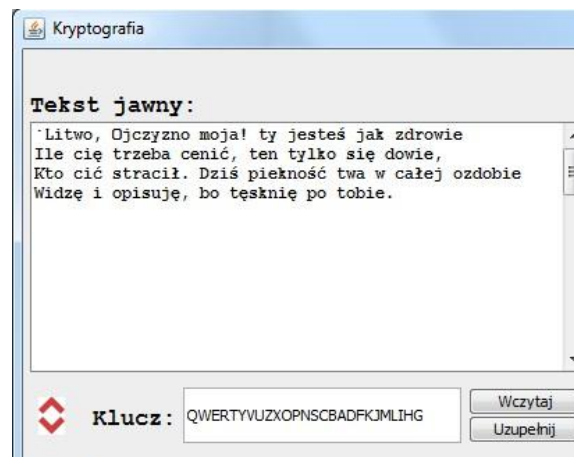 Kryptografia
Tekst jawny:
`Litwo, Ojczyzno moja! ty jesteś jak zdrowie
Ile cię trzeba cenić, ten tylko się dowie,
Kto cić stracił. Dziś piekność twa w całej ozdobie
Widzę i opisuję, bo tęsknię po tobie.
Klucz: QWERTYVUZXOPNSCBADFKJMLIHG
Wczytaj
Uzupełnij